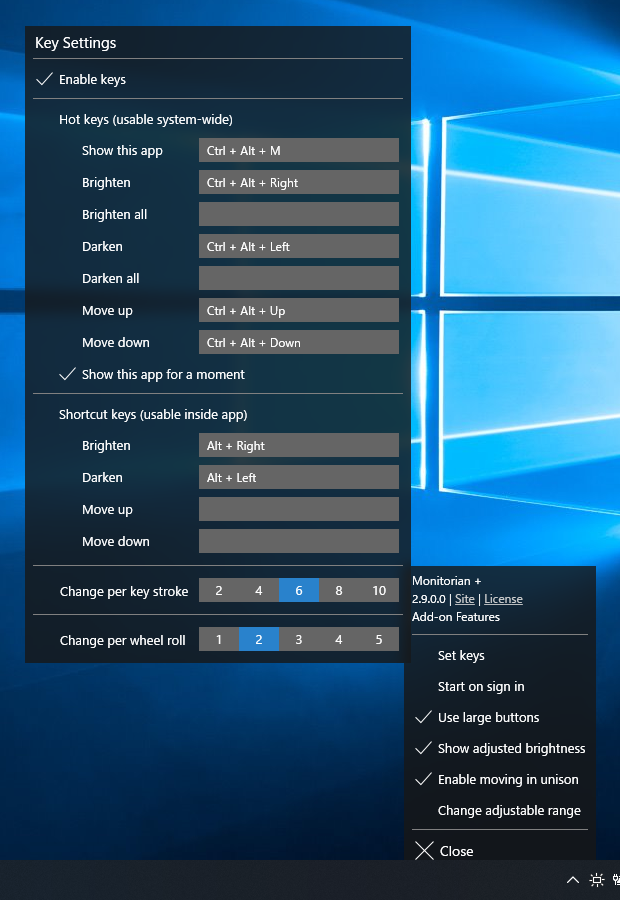 Key Settings
Enable keys
Hot keys (usable system-wide)
Show this app Ctrl + Alt + M
Brighten Ctrl + Alt + Right
Brighten all
Darken Ctrl + Alt + Left
Darken all
Move up Ctrl + Alt + Up
Move down Ctrl + Alt + Down
Show this app for a moment
Shortcut keys (usable inside app)
Brighten Alt + Right
Darken Alt + Left
Move up
Move down
Change per key stroke 2 4 6 8 10
Change per wheel roll 1 2 3 4 5
Monitorian +
2.9.0.0 | Site | License
Add-on Features
Set keys
Start on sign in
Use large buttons
Show adjusted brightness
Enable moving in unison
Change adjustable range
Close